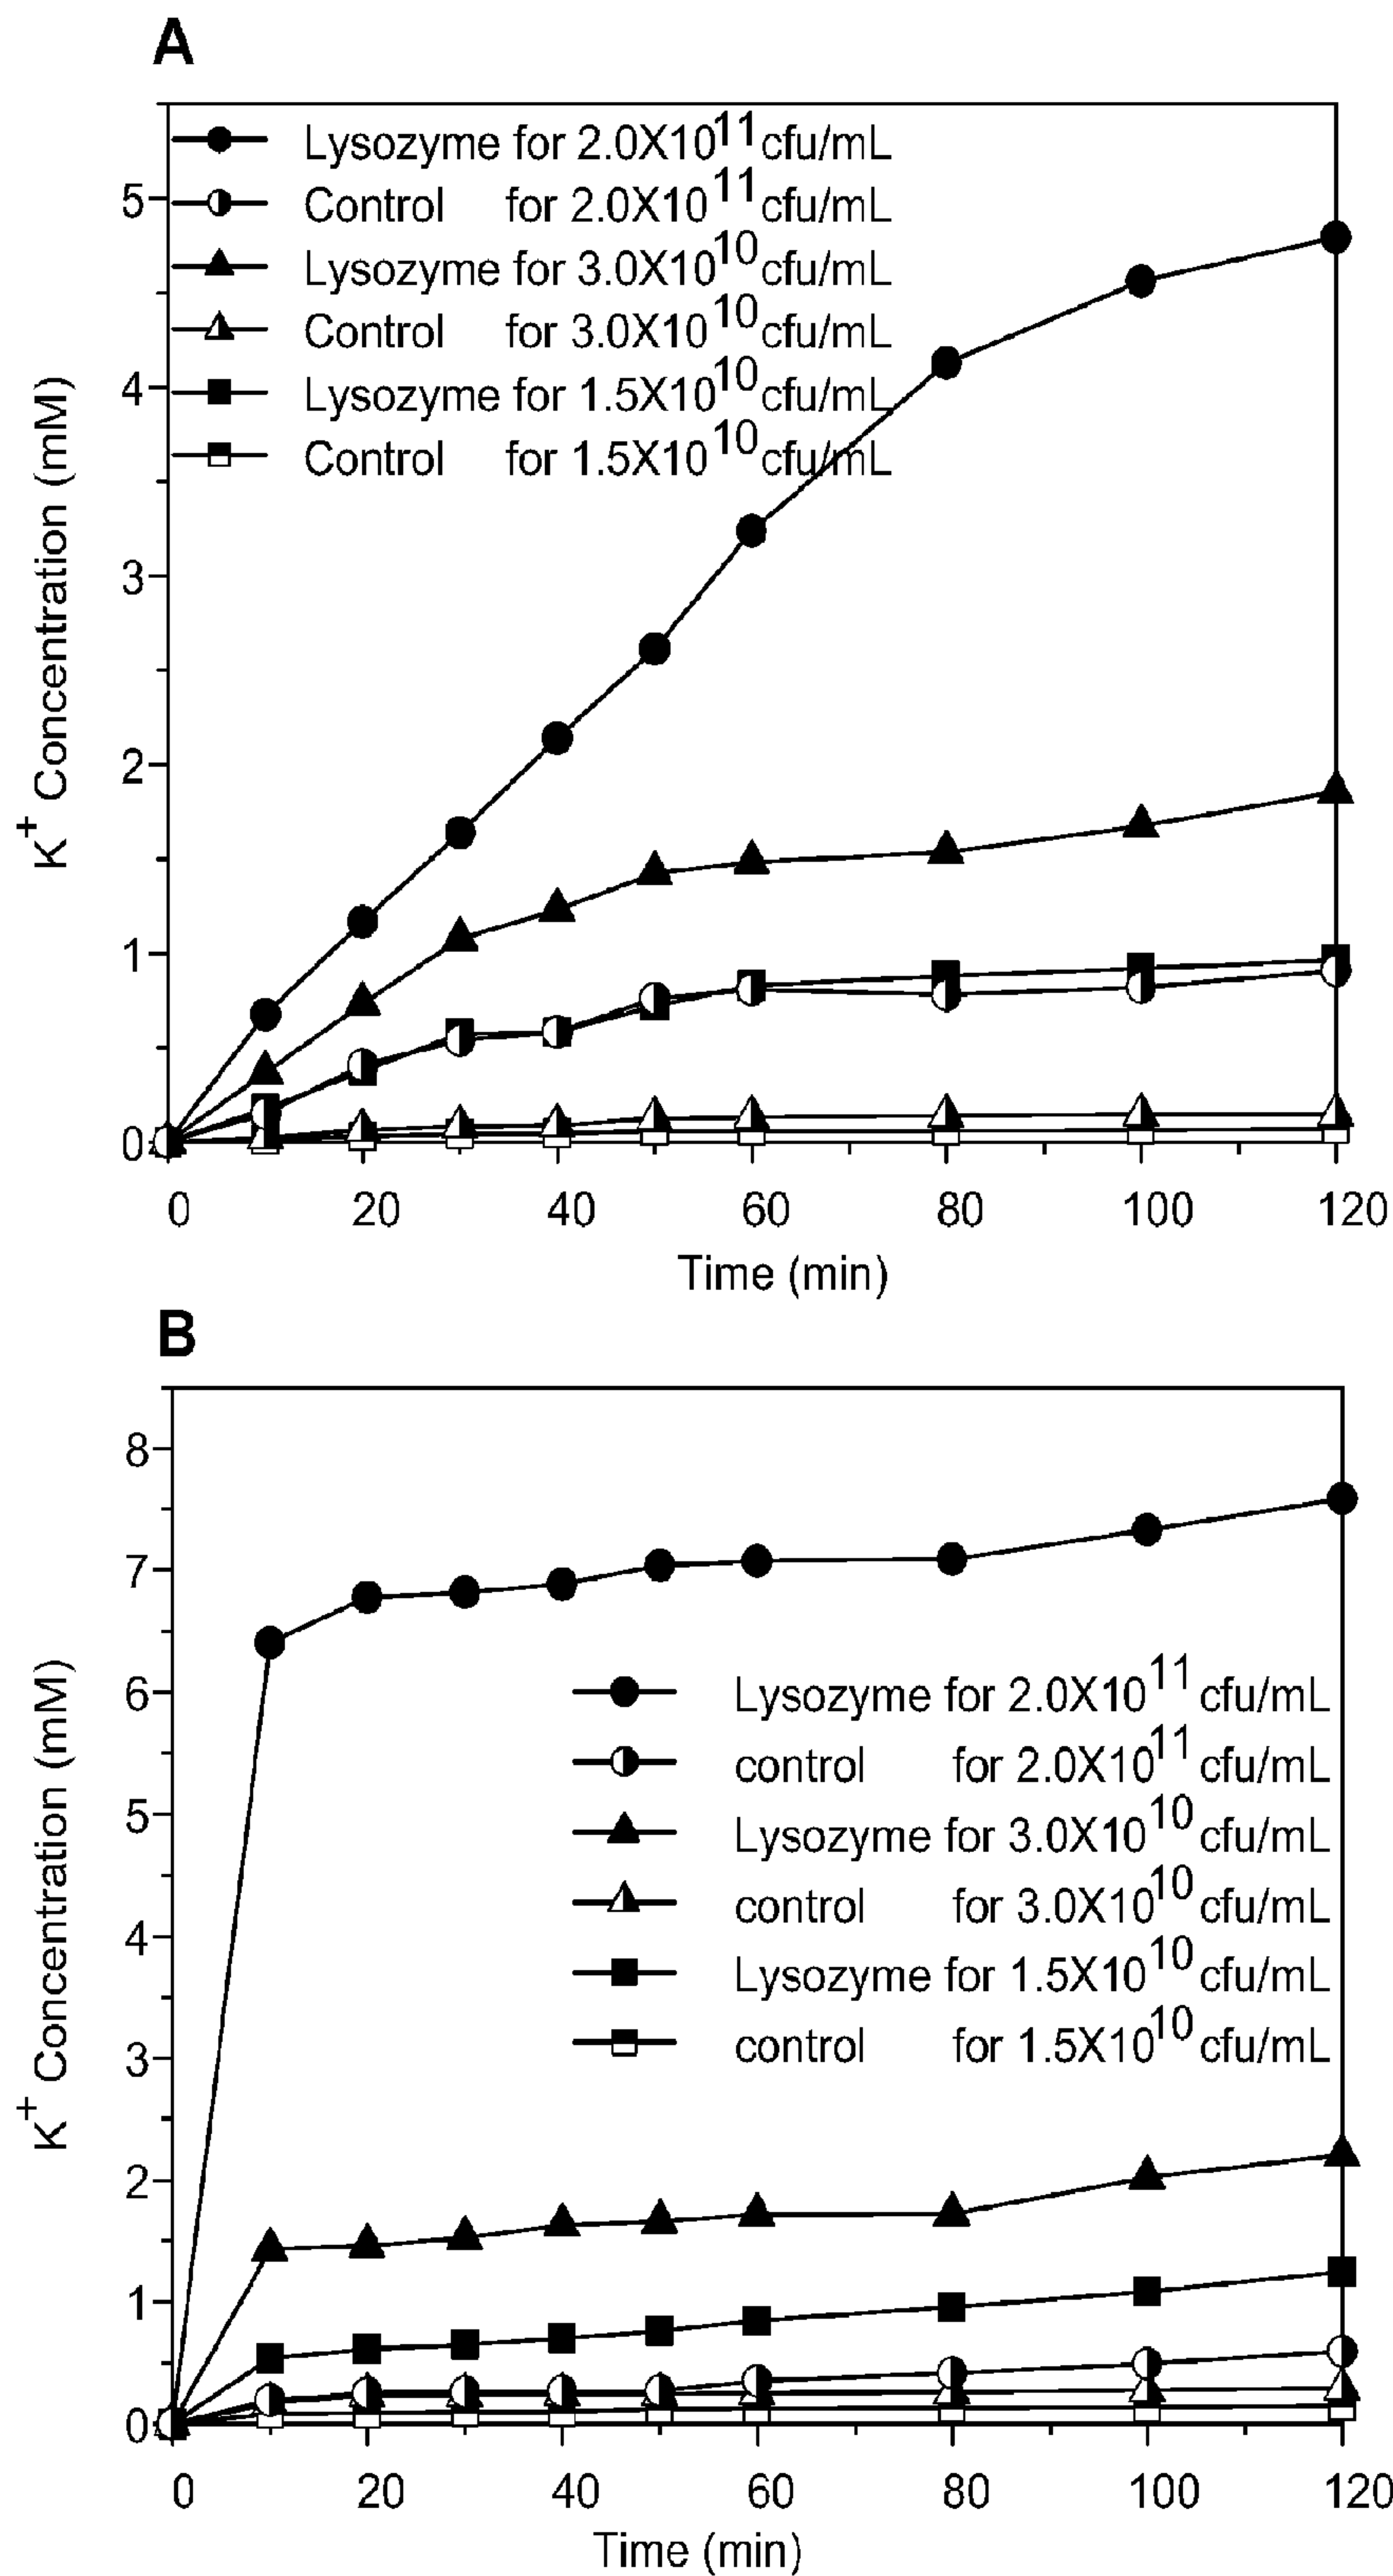 A
Lysozyme for 2.0X10^11 cfu/mL
Control for 2.0X10^11 cfu/mL
Lysozyme for 3.0X10^10 cfu/mL
Control for 3.0X10^10 cfu/mL
Lysozyme for 1.5X10^10 cfu/mL
Control for 1.5X10^10 cfu/mL
5
4
3
2
1
0
K+ Concentration (mM)
0 20 40 60 80 100 120
Time (min)
B
8
7
6
5
4
3
2
1
0
K+ Concentration (mM)
Lysozyme for 2.0X10^11 cfu/mL
control for 2.0X10^11 cfu/mL
Lysozyme for 3.0X10^10 cfu/mL
control for 3.0X10^10 cfu/mL
Lysozyme for 1.5X10^10 cfu/mL
control for 1.5X10^10 cfu/mL
0 20 40 60 80 100 120
Time (min)